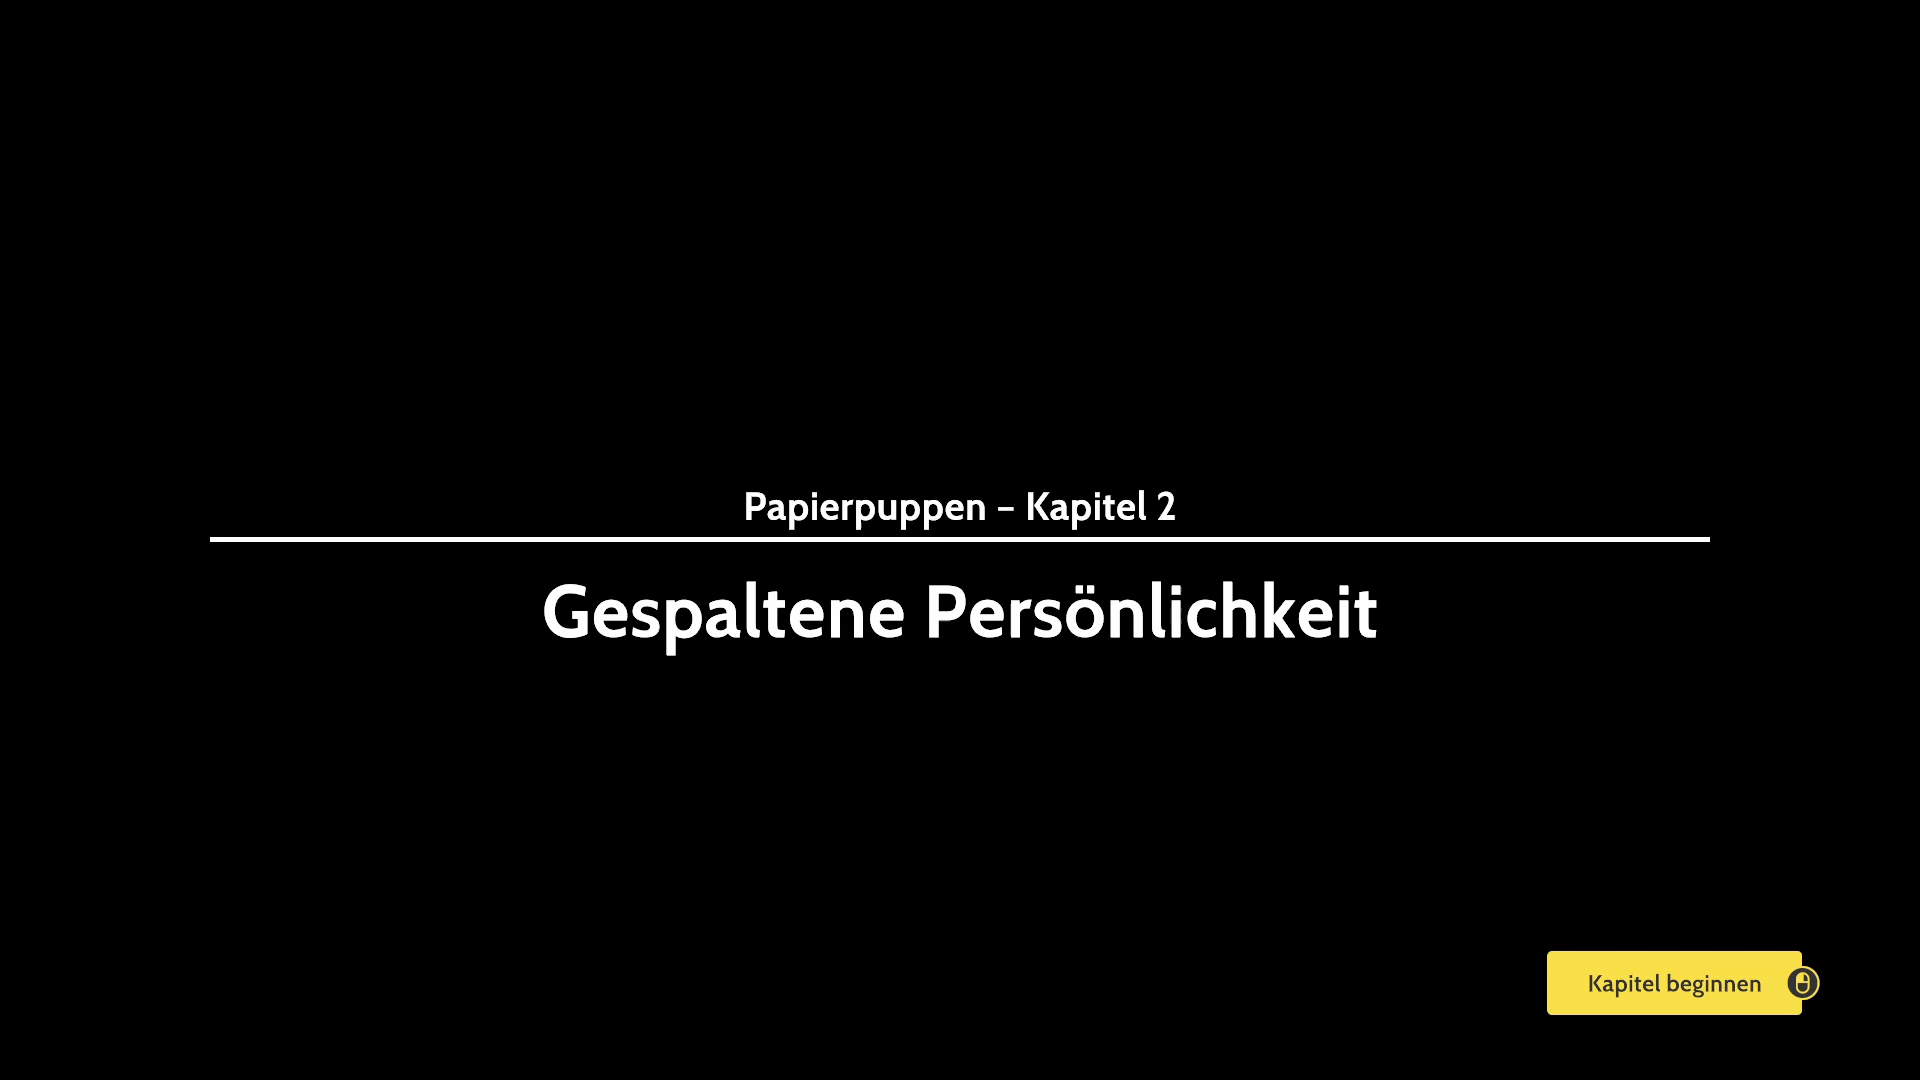 Papierpuppen – Kapitel 2
Gespaltene Persönlichkeit
Kapitel beginnen